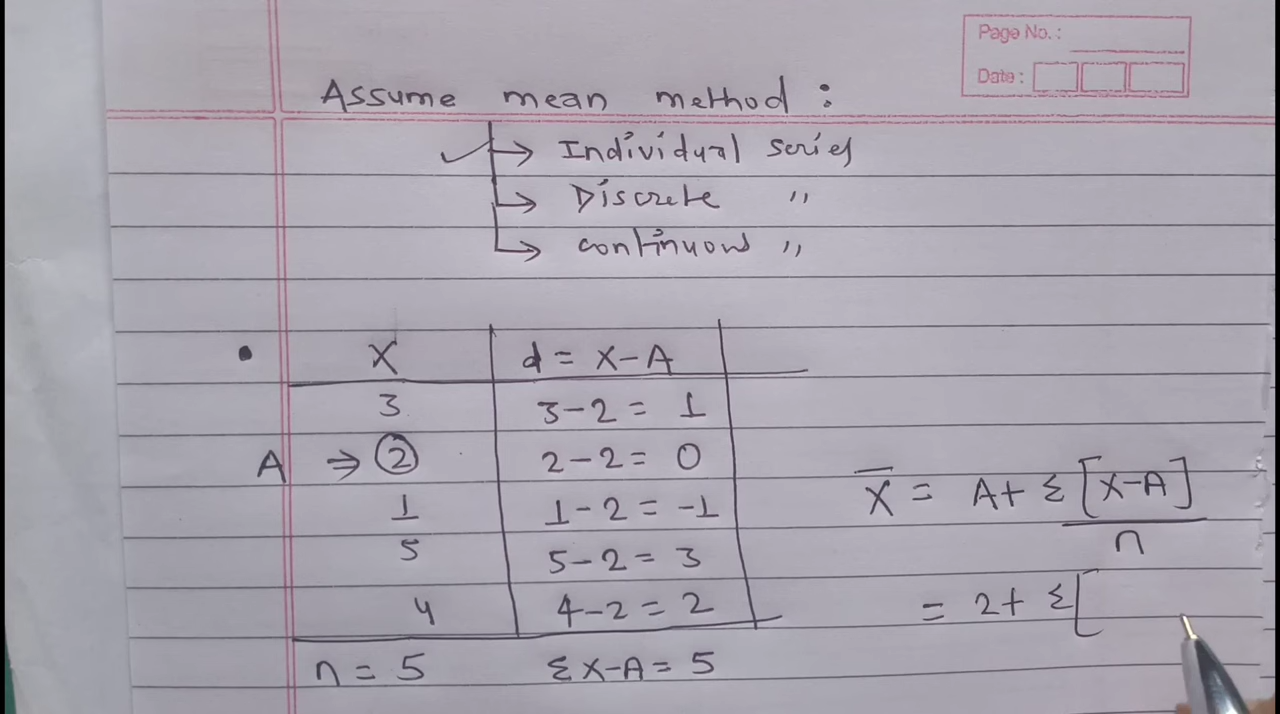 Page No. :
Date :
Assume mean method :
→ Individual series
→ Discrete "
→ continuous "
X d = X-A
3 3-2 = 1
A ⇒ 2 2-2 = 0
1 1-2 = -1
5 5-2 = 3
4 4-2 = 2
n = 5 Σ X-A = 5
X̄ = A+ Σ [X-A]
n
= 2+ Σ[